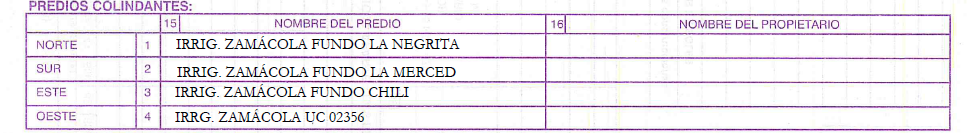 PREDIOS COLINDANTES:
15 NOMBRE DEL PREDIO 16 NOMBRE DEL PROPIETARIO
NORTE 1 IRRIG. ZAMÁCOLA FUNDO LA NEGRITA
SUR 2 IRRIG. ZAMÁCOLA FUNDO LA MERCED
ESTE 3 IRRIG. ZAMÁCOLA FUNDO CHILI
OESTE 4 IRRG. ZAMÁCOLA UC 02356